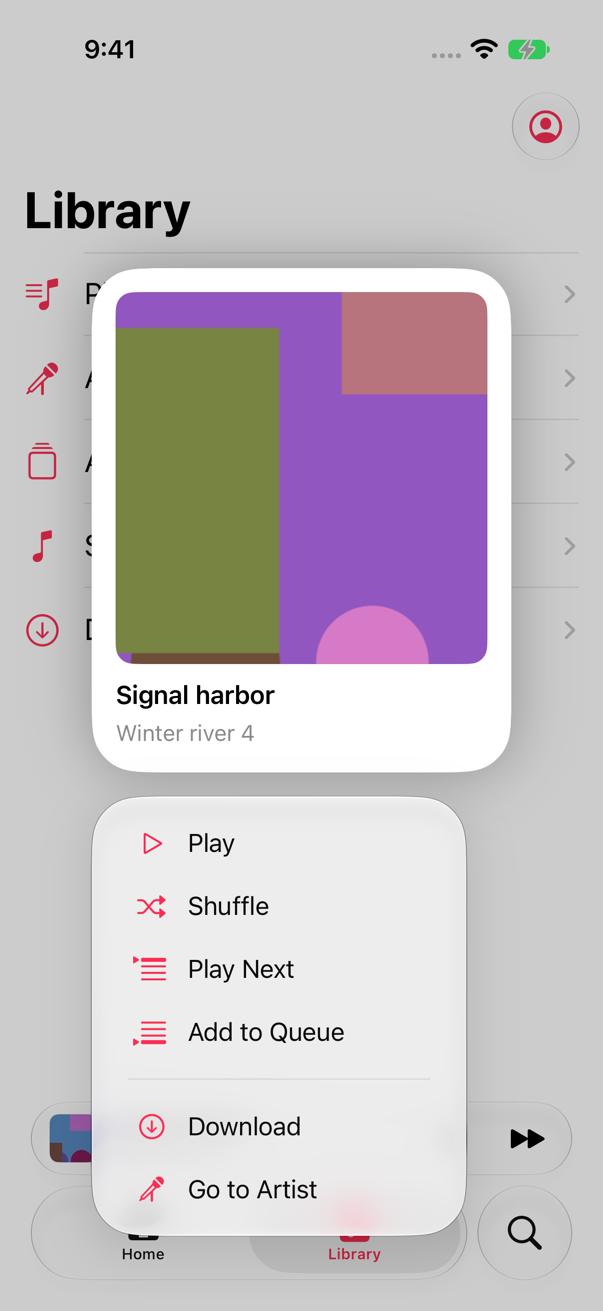 9:41
Library
Signal harbor
Winter river 4
Play
Shuffle
Play Next
Add to Queue
Download
Go to Artist
Home
Library